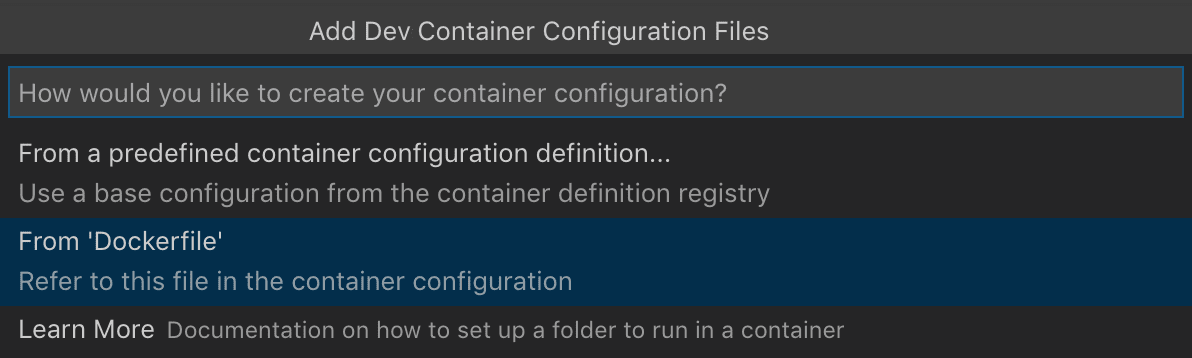 Add Dev Container Configuration Files
How would you like to create your container configuration?
From a predefined container configuration definition...
Use a base configuration from the container definition registry
From 'Dockerfile'
Refer to this file in the container configuration
Learn More Documentation on how to set up a folder to run in a container